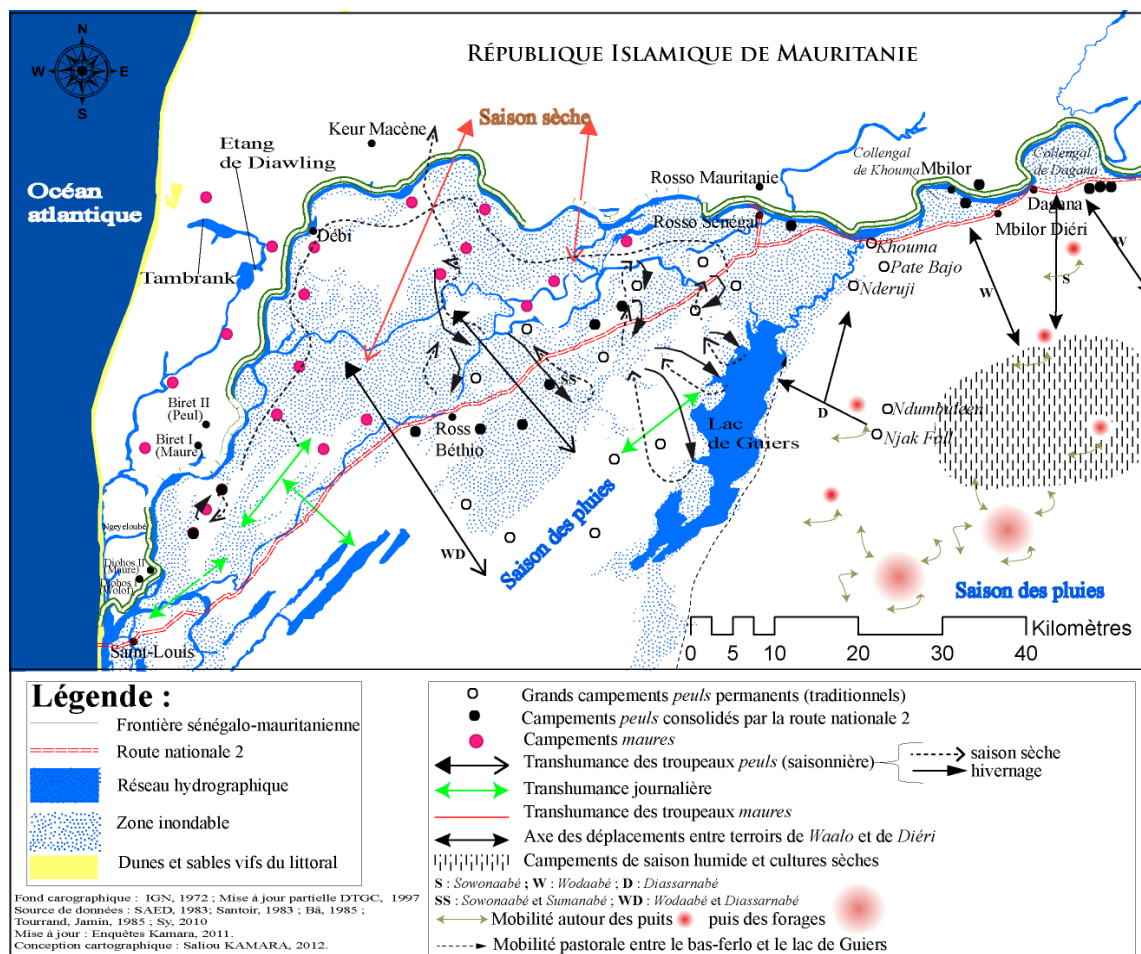 N
W
E
S
RÉPUBLIQUE ISLAMIQUE DE MAURITANIE
Keur Macène
Saison sèche
Etang
de Diawling
Océan
atlantique
Collengal
de Khouma
Mbilor
Collengal
de Dagana
Rosso Mauritanie
Rosso Sénégal
Dagana
Mbilor Diéri
Débi
Tambrank
Khouma
Pate Bajo
Nderuji
W
S
W
SS
Biret II
(Peul)
Biret I
(Maure)
Ross
Béthio
Lac
de Guiers
D
Ndumbuleen
Njak Fall
WD
Saison des pluies
Ngeyeloube
Diohos II
(Maure)
Diohos I
(Wolof)
Saint-Louis
Saison des pluies
Kilomètres
0 5 10 20 30 40
Légende :
Frontière sénégalo-mauritanienne
Route nationale 2
Réseau hydrographique
Zone inondable
Dunes et sables vifs du littoral
Fond carographique : IGN, 1972 ; Mise à jour partielle DTGC, 1997
Source de données : SAED, 1983; Santoir, 1983 ; Bâ, 1985 ;
Tourrand, Jamin, 1985 ; Sy, 2010
Mise à jour : Enquêtes Kamara, 2011.
Conception cartographique : Saliou KAMARA, 2012.
Grands campements peuls permanents (traditionnels)
Campements peuls consolidés par la route nationale 2
Campements maures
Transhumance des troupeaux peuls (saisonnière)
saison sèche
hivernage
Transhumance journalière
Transhumance des troupeaux maures
Axe des déplacements entre terroirs de Waalo et de Diéri
Campements de saison humide et cultures sèches
S : Sowonaabé ; W : Wodaabé ; D : Diassarnabé
SS : Sowonaabé et Sumanabé ; WD : Wodaabé et Diassarnabé
Mobilité autour des puits puis des forages
Mobilité pastorale entre le bas-ferlo et le lac de Guiers